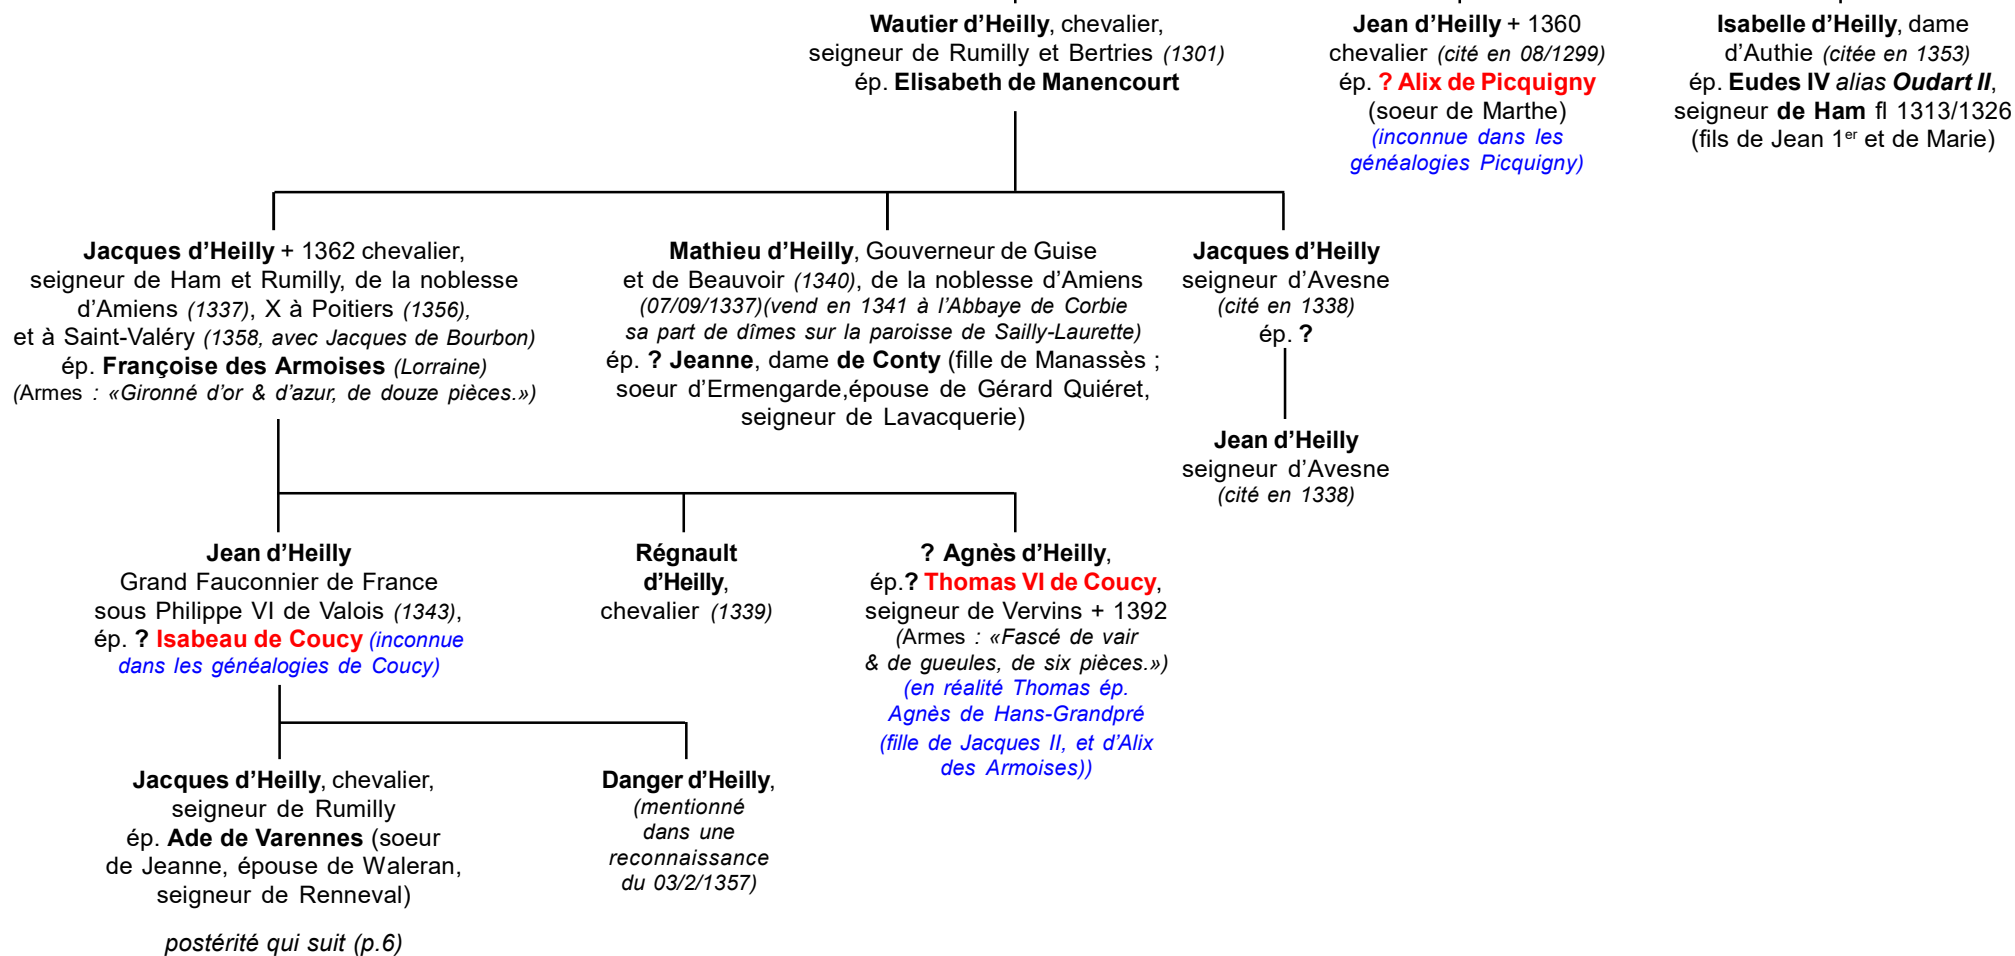 Wautier d’Heilly, chevalier,
seigneur de Rumilly et Bertries (1301)
ép. Elisabeth de Manencourt
Jean d’Heilly + 1360
chevalier (cité en 08/1299)
ép. ? Alix de Picquigny
(soeur de Marthe)
(inconnue dans les
généalogies Picquigny)
Isabelle d’Heilly, dame
d’Authie (citée en 1353)
ép. Eudes IV alias Oudart II,
seigneur de Ham fl 1313/1326
(fils de Jean 1er et de Marie)
Jacques d’Heilly + 1362 chevalier,
seigneur de Ham et Rumilly, de la noblesse
d’Amiens (1337), X à Poitiers (1356),
et à Saint-Valéry (1358, avec Jacques de Bourbon)
ép. Françoise des Armoises (Lorraine)
(Armes : «Gironné d’or & d’azur, de douze pièces.»)
Mathieu d’Heilly, Gouverneur de Guise
et de Beauvoir (1340), de la noblesse d’Amiens
(07/09/1337)(vend en 1341 à l’Abbaye de Corbie
sa part de dîmes sur la paroisse de Sailly-Laurette)
ép. ? Jeanne, dame de Conty (fille de Manassès ;
soeur d’Ermengarde,épouse de Gérard Quiéret,
seigneur de Lavacquerie)
Jacques d’Heilly
seigneur d’Avesne
(cité en 1338)
ép. ?
Jean d’Heilly
seigneur d’Avesne
(cité en 1338)
Jean d’Heilly
Grand Fauconnier de France
sous Philippe VI de Valois (1343),
ép. ? Isabeau de Coucy (inconnue
dans les généalogies de Coucy)
Régnault
d’Heilly,
chevalier (1339)
? Agnès d’Heilly,
ép.? Thomas VI de Coucy,
seigneur de Vervins + 1392
(Armes : «Fascé de vair
& de gueules, de six pièces.»)
(en réalité Thomas ép.
Agnès de Hans-Grandpré
(fille de Jacques II, et d’Alix
des Armoises))
Jacques d’Heilly, chevalier,
seigneur de Rumilly
ép. Ade de Varennes (soeur
de Jeanne, épouse de Waleran,
seigneur de Renneval)
Danger d’Heilly,
(mentionné
dans une
reconnaissance
du 03/2/1357)
postérité qui suit (p.6)